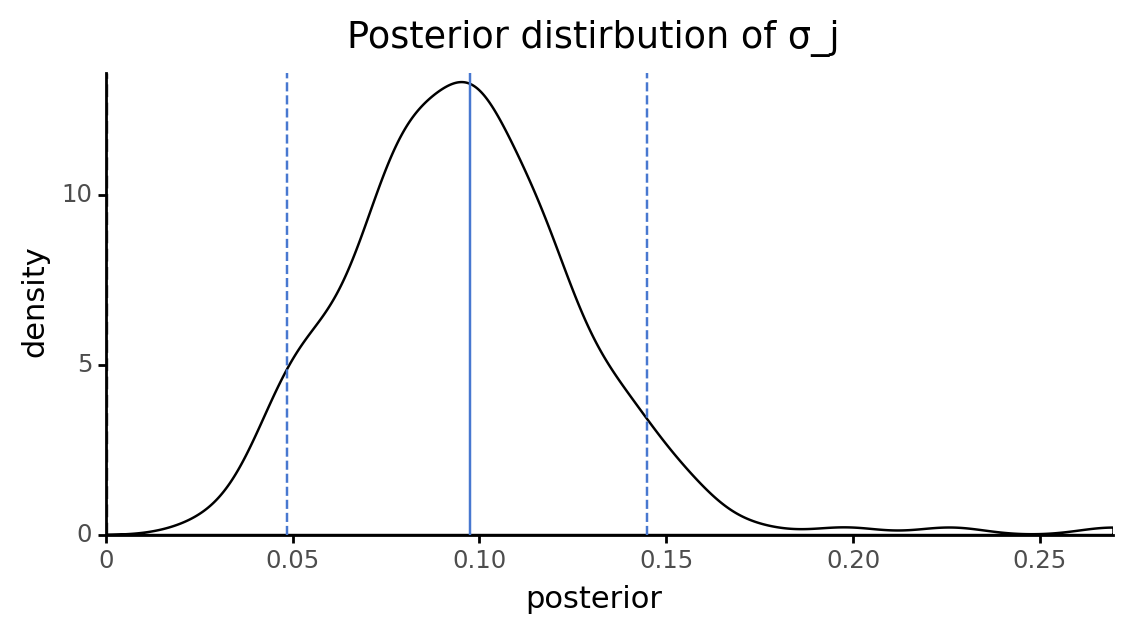 Posterior distirbution of σ_j
density
10
5
0
0 0.05 0.10 0.15 0.20 0.25
posterior